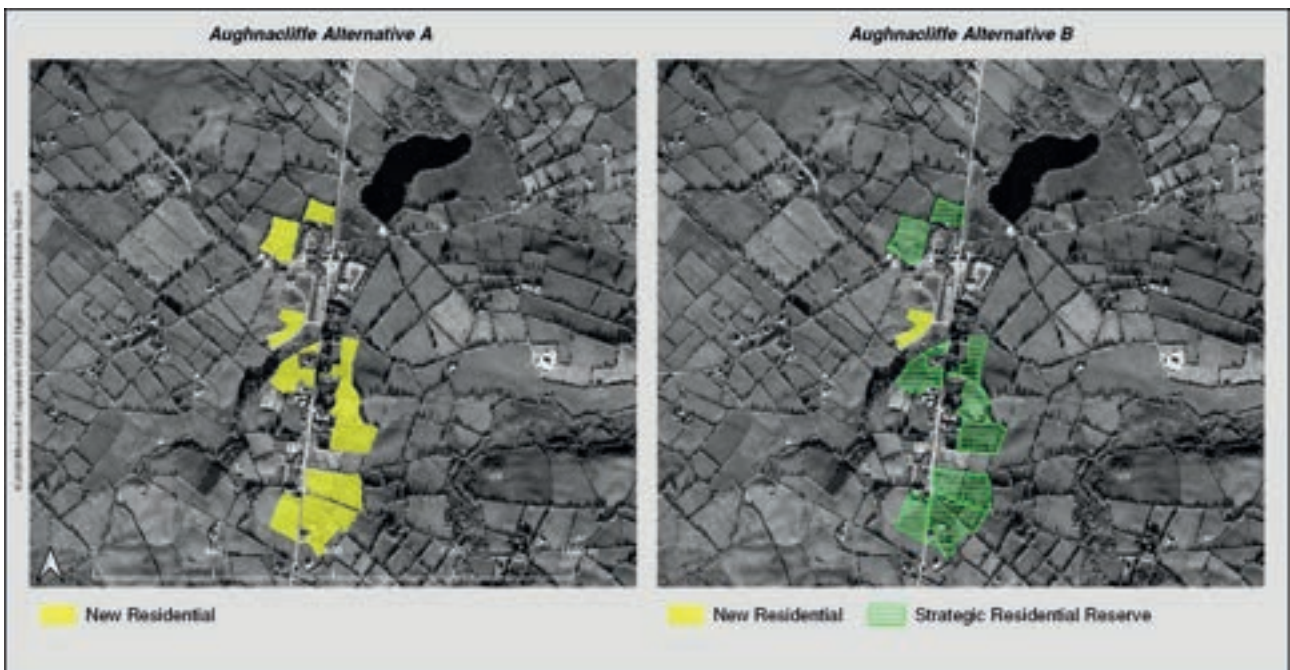 Aughnacliffe Alternative A
Aughnacliffe Alternative B
New Residential
New Residential
Strategic Residential Reserve